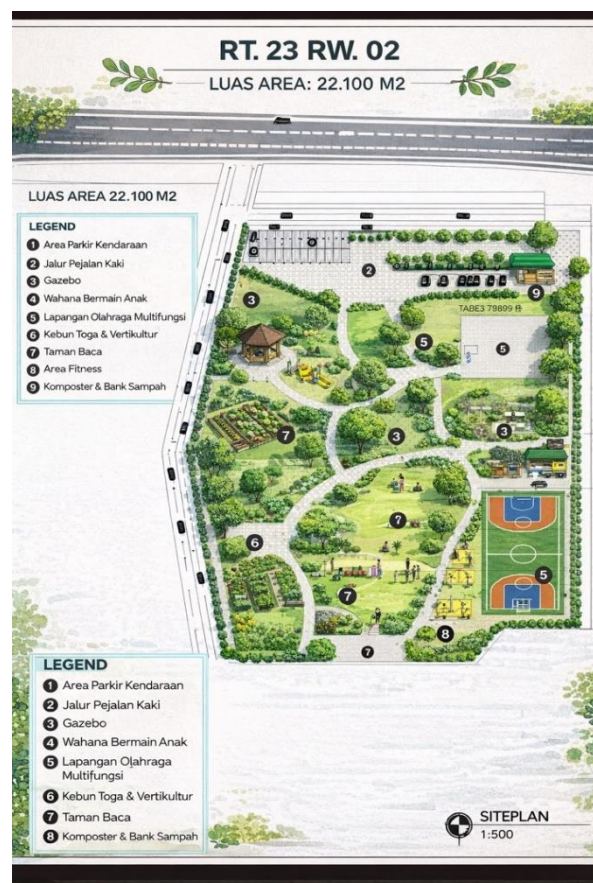 RT. 23 RW. 02
LUAS AREA: 22.100 M2
LUAS AREA 22.100 M2
LEGEND
1 Area Parkir Kendaraan
2 Jalur Pejalan Kaki
3 Gazebo
4 Wahana Bermain Anak
5 Lapangan Olahraga Multifungsi
6 Kebun Toga & Vertikultur
7 Taman Baca
8 Area Fitness
9 Komposter & Bank Sampah
2
3
9
TABE3 79899
5
5
7
3
3
7
6
5
7
8
7
LEGEND
1 Area Parkir Kendaraan
2 Jalur Pejalan Kaki
3 Gazebo
4 Wahana Bermain Anak
5 Lapangan Olahraga
Multifungsi
6 Kebun Toga & Vertikultur
7 Taman Baca
8 Komposter & Bank Sampah
SITEPLAN
1:500